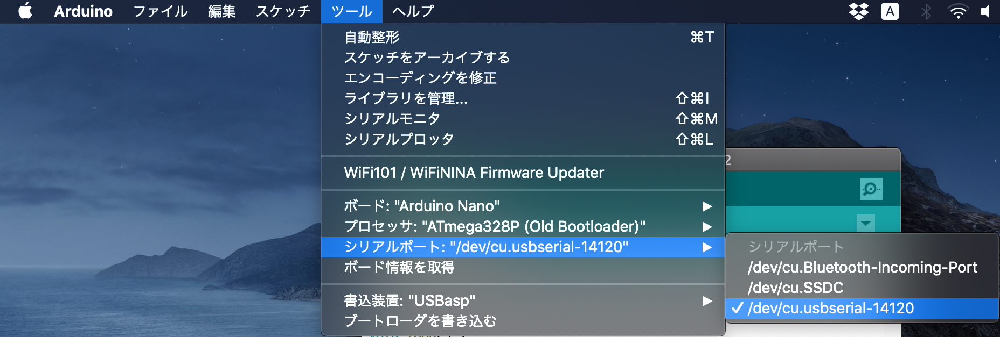 Arduino ファイル 編集 スケッチ ツール ヘルプ A
自動整形 ⌘T
スケッチをアーカイブする
エンコーディングを修正
ライブラリを管理... ⇧⌘I
シリアルモニタ ⇧⌘M
シリアルプロッタ ⇧⌘L
WiFi101 / WiFiNINA Firmware Updater
ボード: "Arduino Nano"
プロセッサ: "ATmega328P (Old Bootloader)"
シリアルポート: "/dev/cu.usbserial-14120"
ボード情報を取得
書込装置: "USBasp"
ブートローダを書き込む
2
シリアルポート
/dev/cu.Bluetooth-Incoming-Port
/dev/cu.SSDC
✓ /dev/cu.usbserial-14120